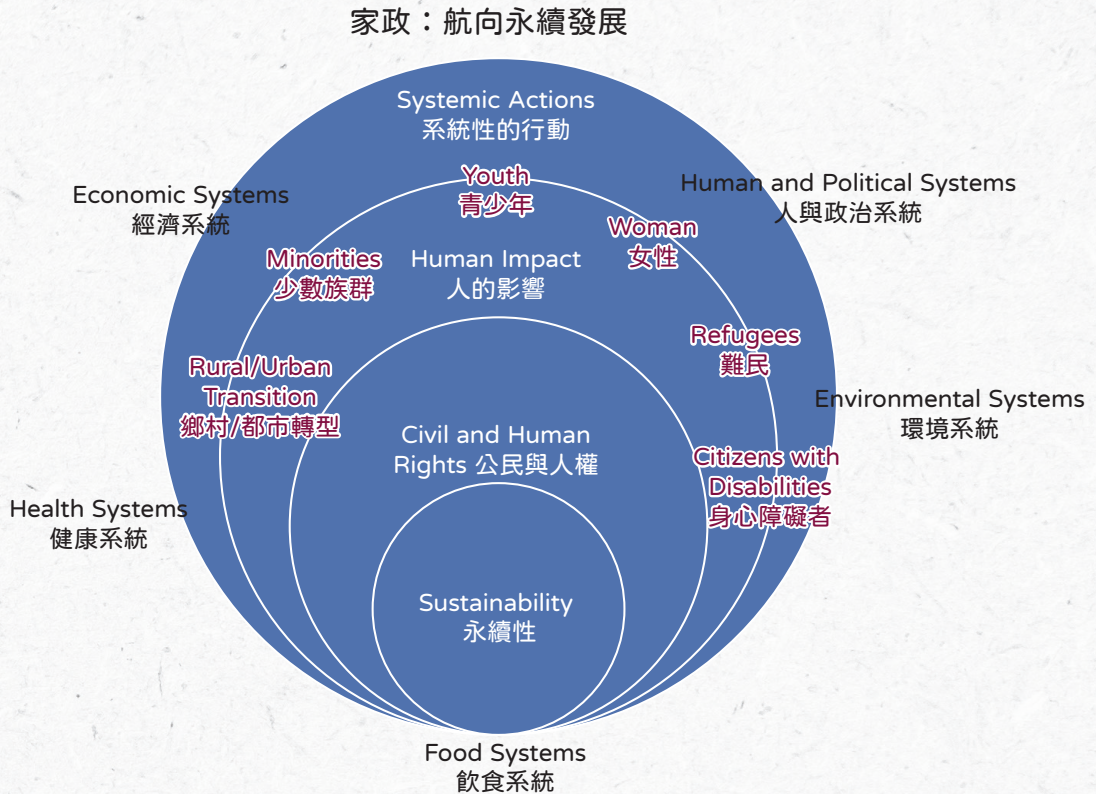 家政：航向永續發展
Systemic Actions
系統性的行動
Economic Systems
經濟系統
Youth
青少年
Human and Political Systems
人與政治系統
Woman
女性
Minorities
少數族群
Human Impact
人的影響
Refugees
難民
Rural/Urban
Transition
鄉村/都市轉型
Environmental Systems
環境系統
Civil and Human
Rights 公民與人權
Citizens with
Disabilities
身心障礙者
Health Systems
健康系統
Sustainability
永續性
Food Systems
飲食系統